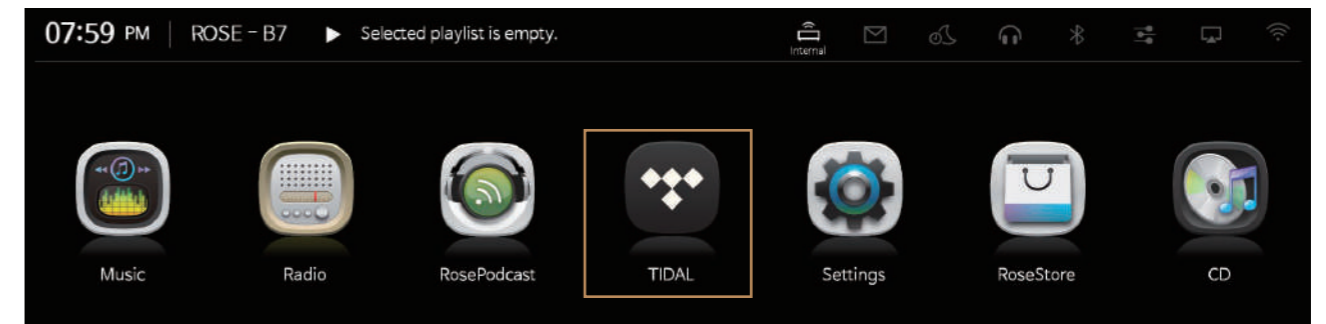 07:59 PM ROSE - B7 Selected playlist is empty.
Internal
Music Radio RosePodcast TIDAL Settings RoseStore CD